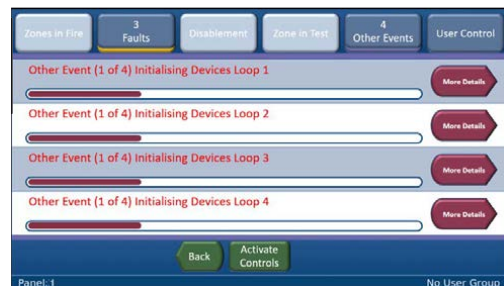 Zones in Fire
3
Faults
Disablement
Zone in Test
4
Other Events
User Control
Other Event (1 of 4) Initialising Devices Loop 1
More Details
Other Event (1 of 4) Initialising Devices Loop 2
More Details
Other Event (1 of 4) Initialising Devices Loop 3
More Details
Other Event (1 of 4) Initialising Devices Loop 4
More Details
Back
Activate
Controls
Panel: 1
No User Group